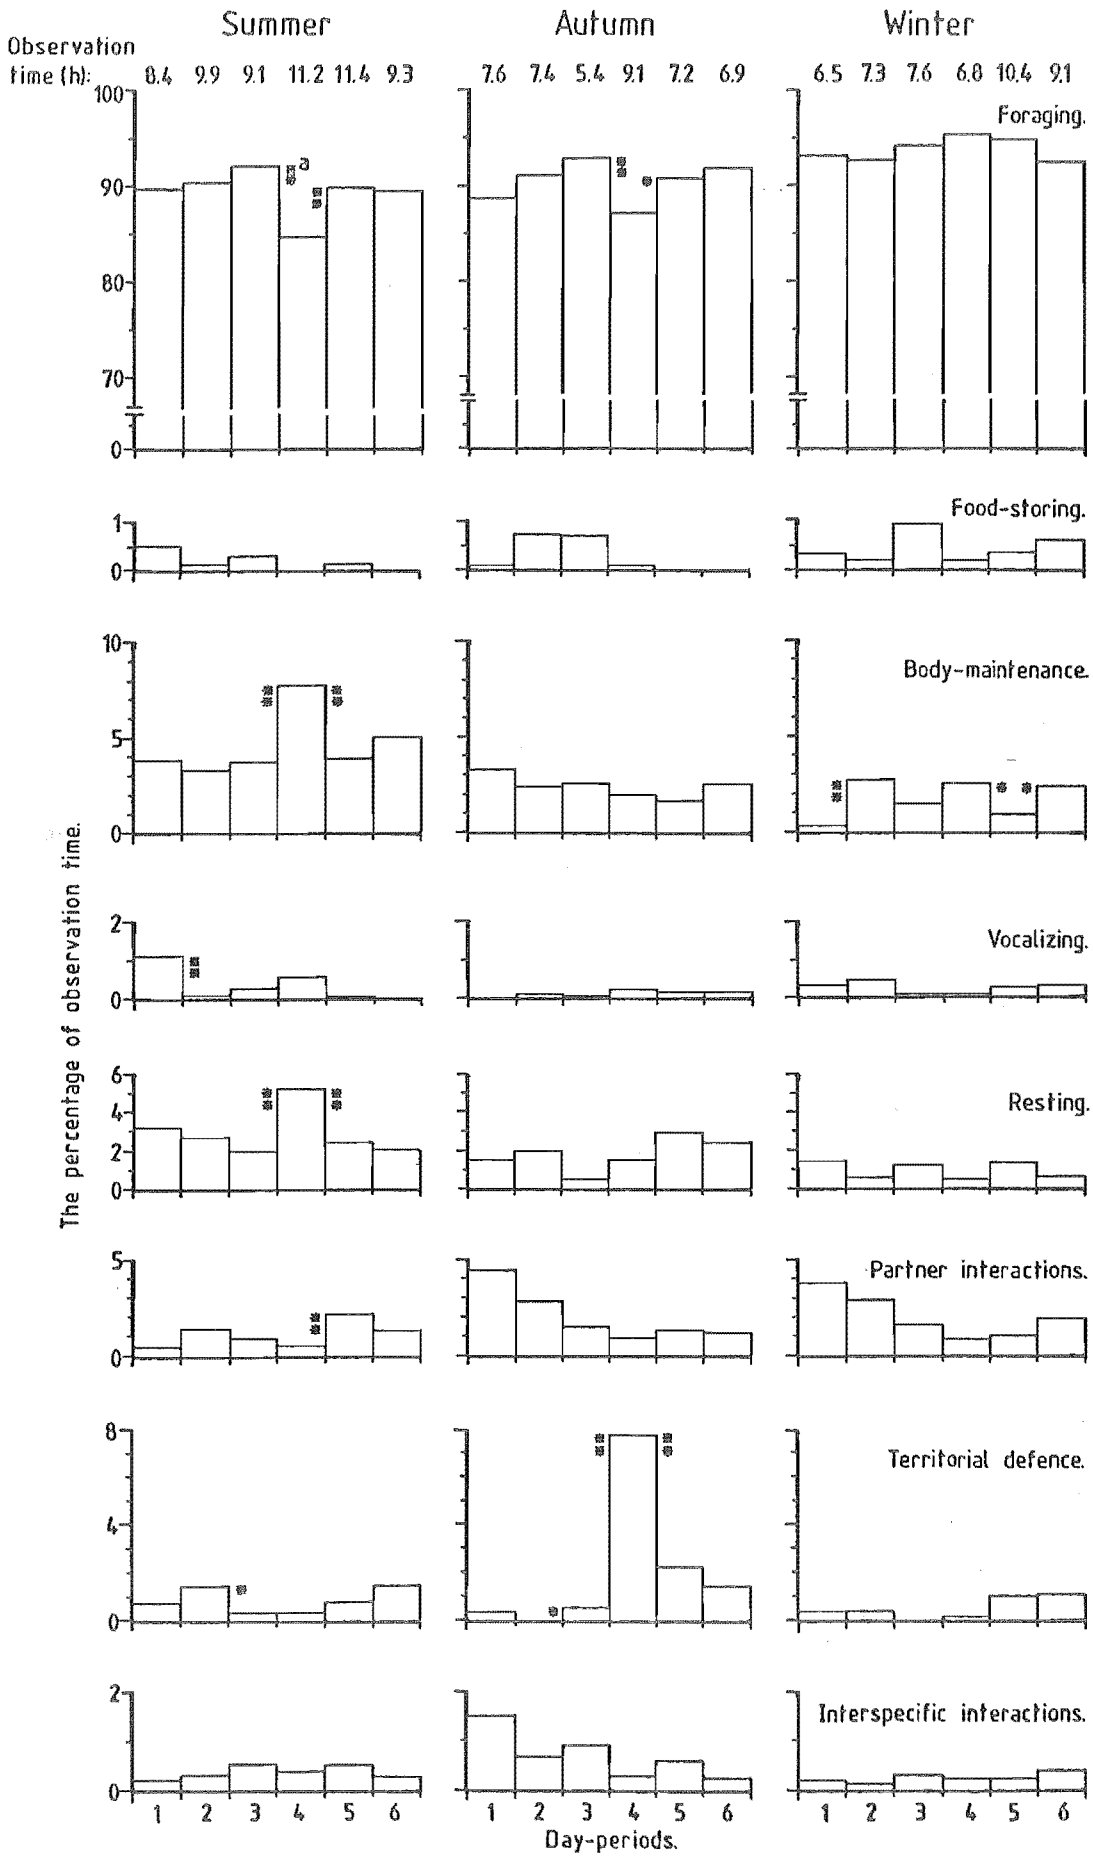 Summer Autumn Winter
Observation
time (h): 8.4 9.9 9.1 11.2 11.4 9.3 7.6 7.4 5.4 9.1 7.2 6.9 6.5 7.3 7.6 6.8 10.4 9.1
100
Foraging.
a
90
80
70
0
Food-storing.
1
0
10
Body-maintenance.
5
0
2
Vocalizing.
0
6
Resting.
4
2
0
5
Partner interactions.
0
8
Territorial defence.
4
0
2
Interspecific interactions.
0
1 2 3 4 5 6 1 2 3 4 5 6 1 2 3 4 5 6
Day-periods.
The percentage of observation time.